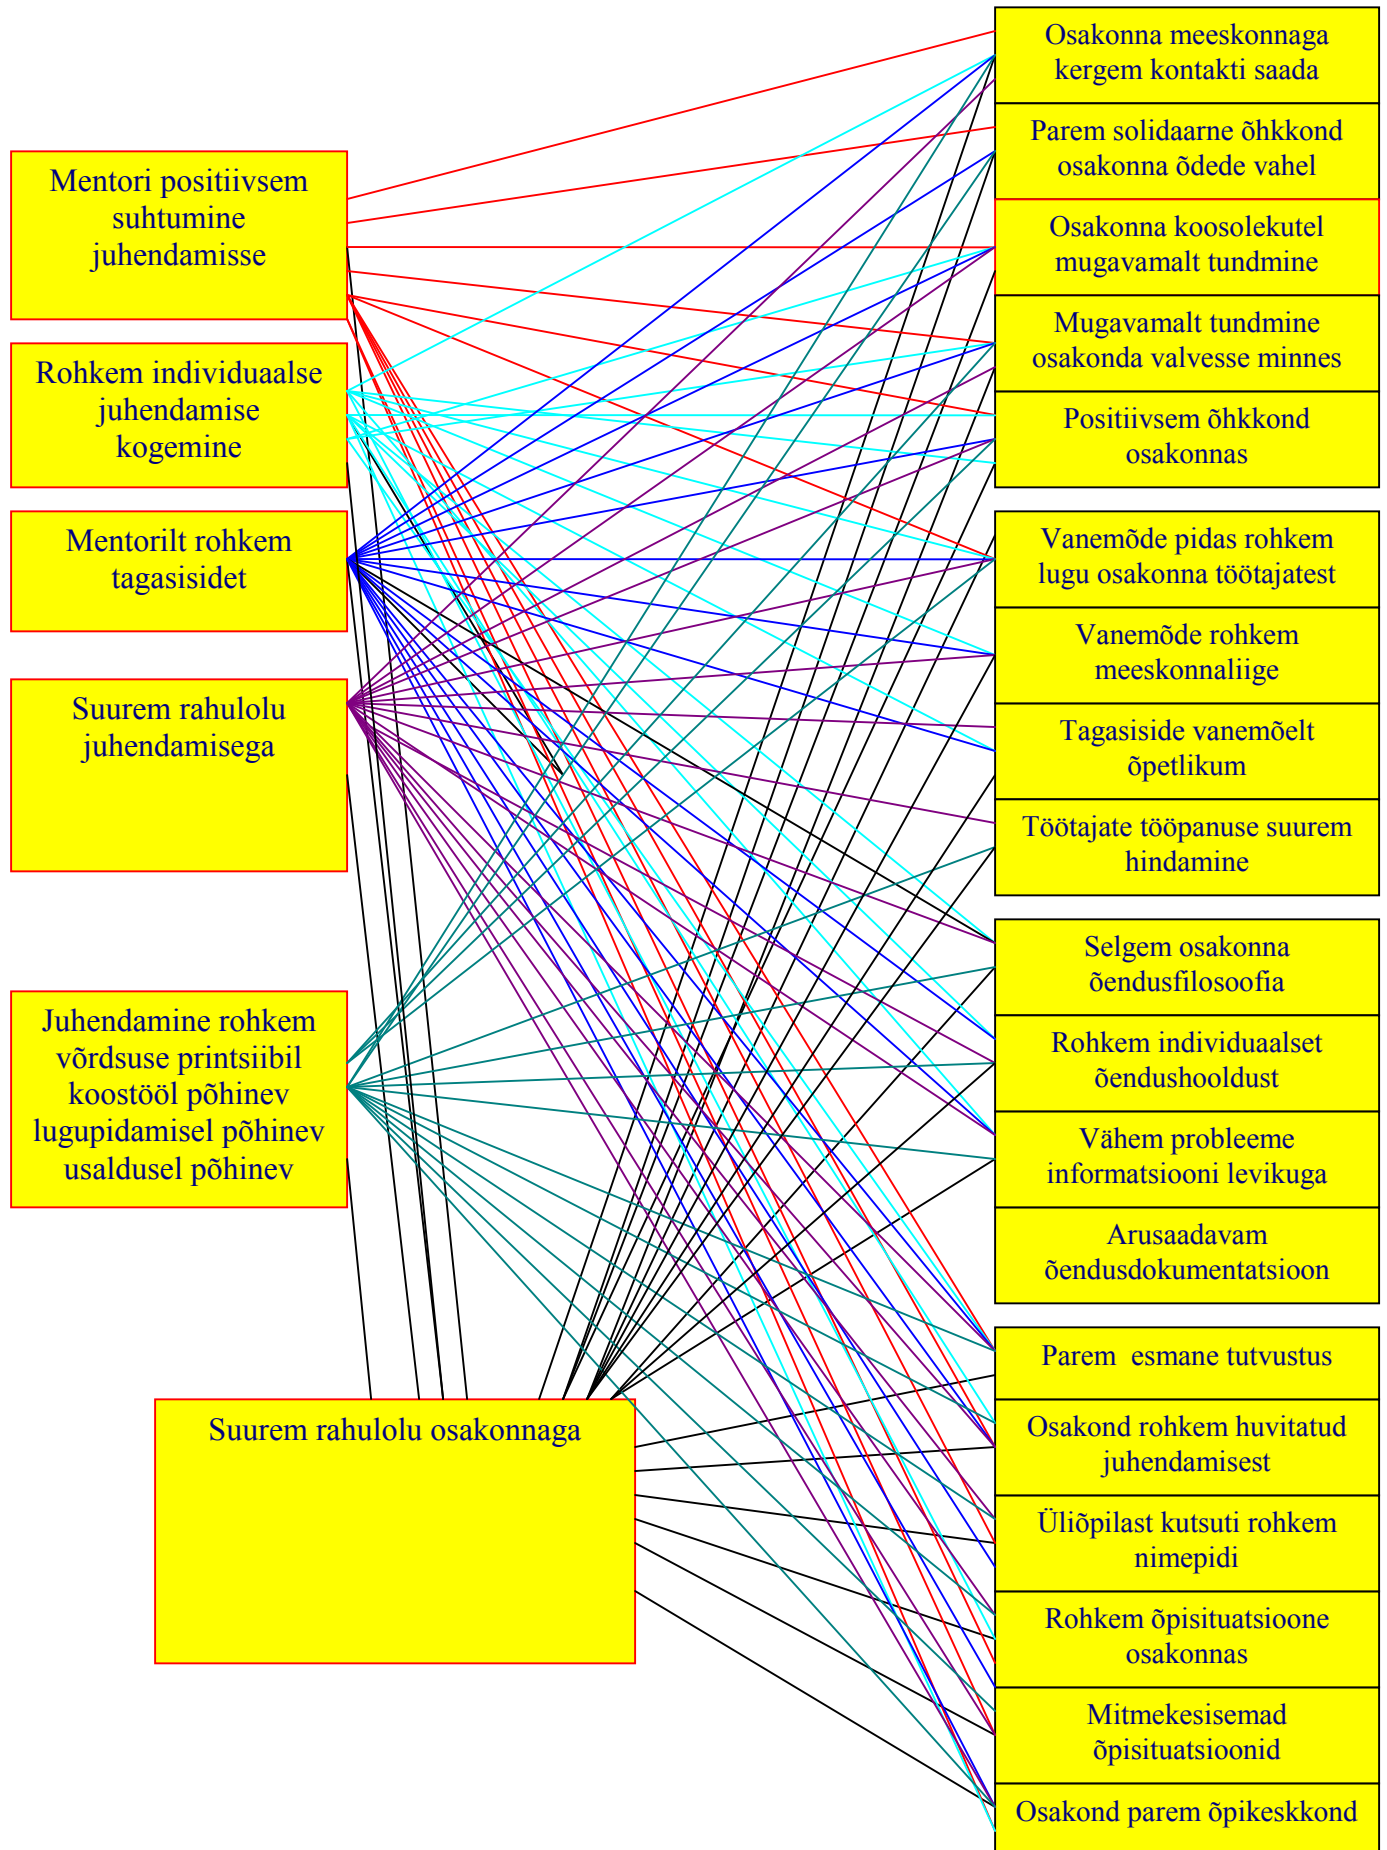 Mentori positiivsem
suhtumine
juhendamisse
Rohkem individuaalse
juhendamise
kogemine
Mentorilt rohkem
tagasisidet
Suurem rahulolu
juhendamisega
Juhendamine rohkem
võrdsuse printsiibil
koostööl põhinev
lugupidamisel põhinev
usaldusel põhinev
Suurem rahulolu osakonnaga
Osakonna meeskonnaga
kergem kontakti saada
Parem solidaarne õhkkond
osakonna õdede vahel
Osakonna koosolekutel
mugavamalt tundmine
Mugavamalt tundmine
osakonda valvesse minnes
Positiivsem õhkkond
osakonnas
Vanemõde pidas rohkem
lugu osakonna töötajatest
Vanemõde rohkem
meeskonnaliige
Tagasiside vanemõelt
õpetlikum
Töötajate tööpanuse suurem
hindamine
Selgem osakonna
õendusfilosoofia
Rohkem individuaalset
õendushooldust
Vähem probleeme
informatsiooni levikuga
Arusaadavam
õendusdokumentatsioon
Parem esmane tutvustus
Osakond rohkem huvitatud
juhendamisest
Üliõpilast kutsuti rohkem
nimepidi
Rohkem õpisituatsioone
osakonnas
Mitmekesisemad
õpisituatsioonid
Osakond parem õpikeskkond